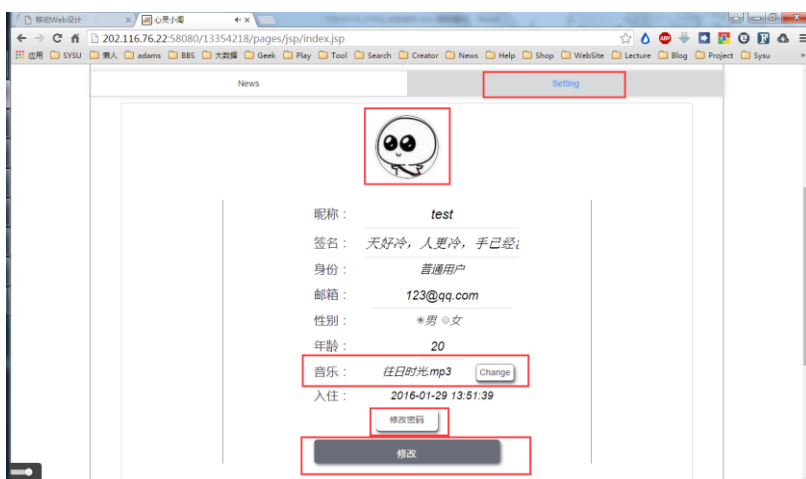 移动Web设计 心灵小阁
202.116.76.22:58080/13354218/pages/jsp/index.jsp
应用 SYSU 懒人 adams BBS 大数据 Geek Play Tool Search Creator News Help Shop WebSite Lecture Blog Project Sysu
News Setting
昵称： test
签名： 天好冷，人更冷，手已经
身份： 普通用户
邮箱： 123@qq.com
性别： 男 女
年龄： 20
音乐： 往日时光.mp3 Change
入住： 2016-01-29 13:51:39
修改密码
修改